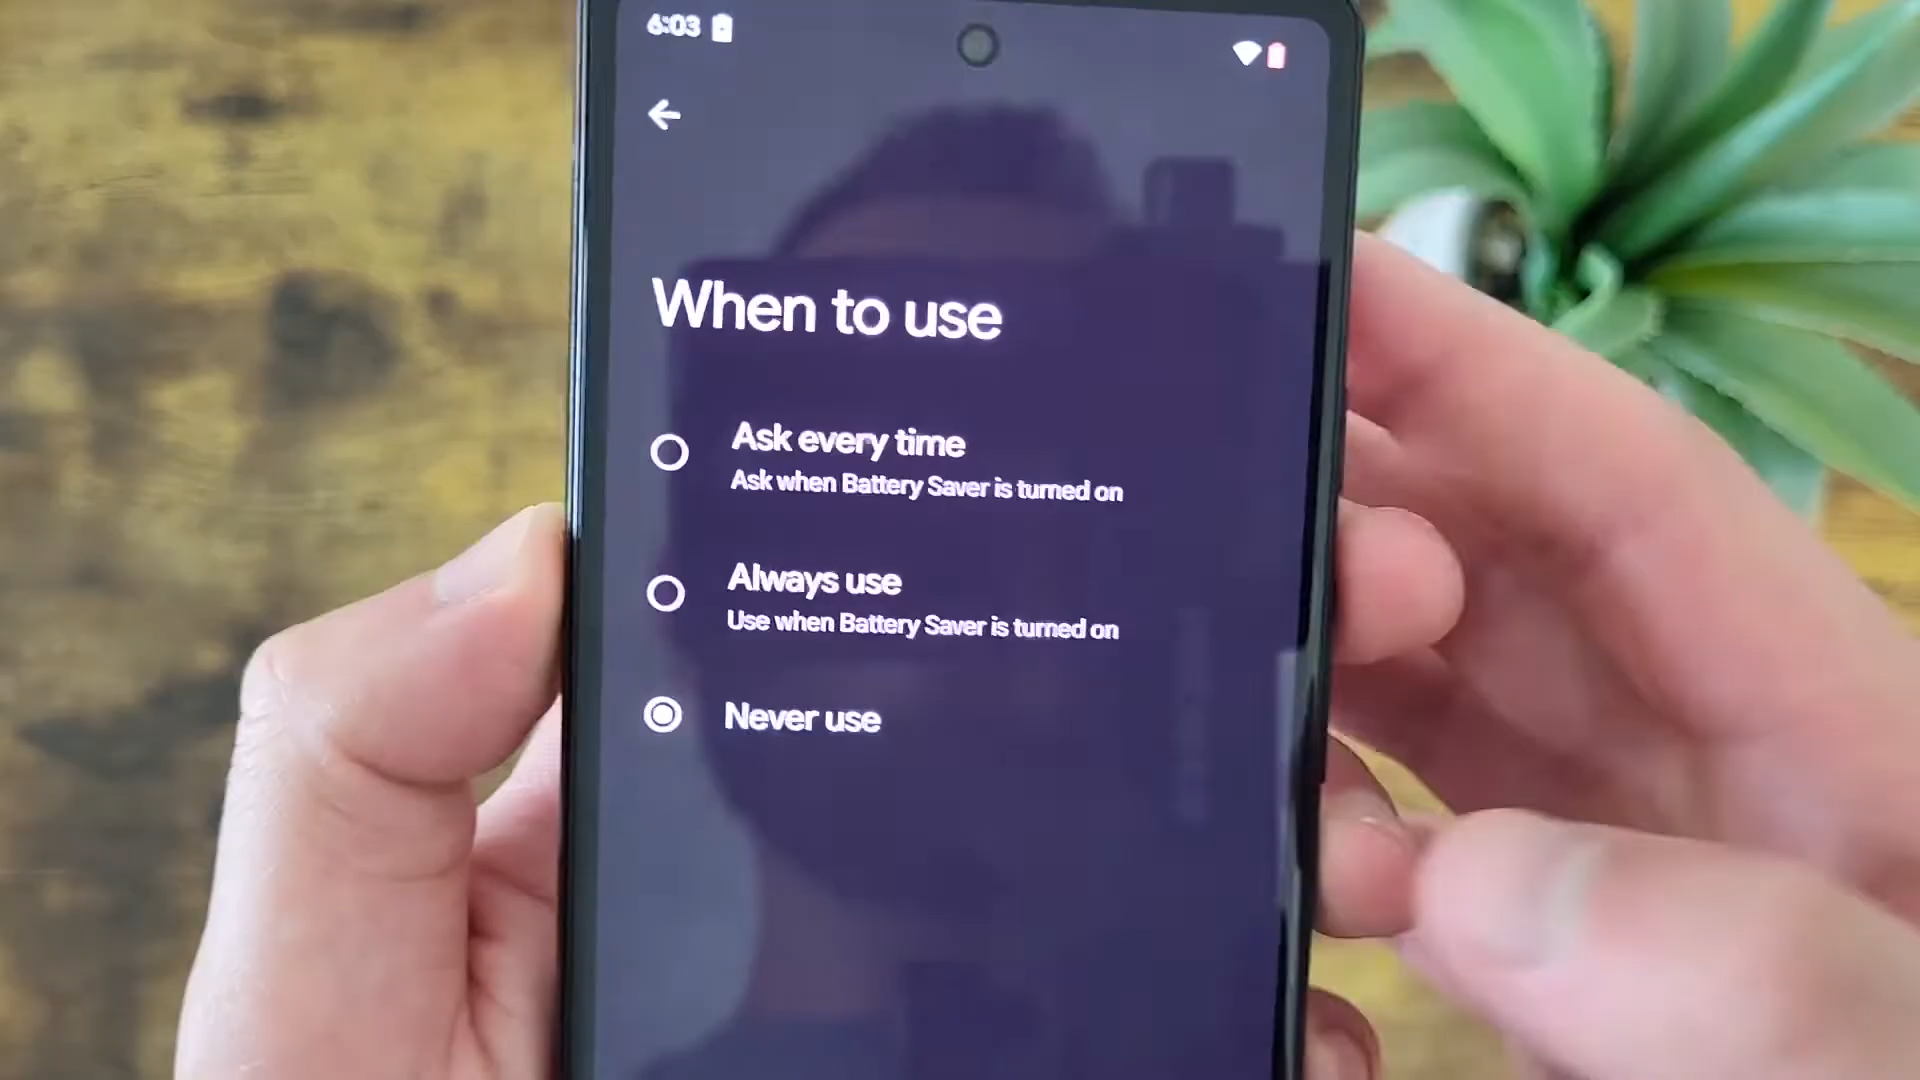 6:03
When to use
Ask every time
Ask when Battery Saver is turned on
Always use
Use when Battery Saver is turned on
Never use